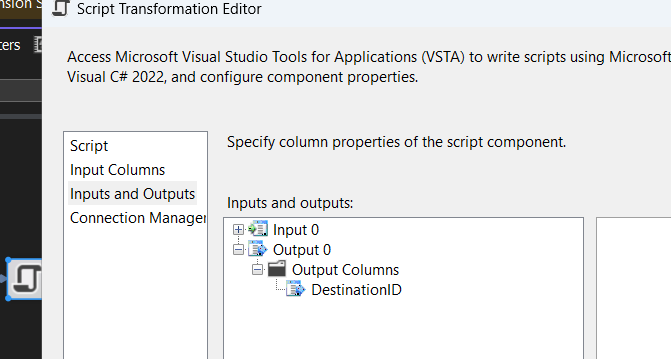 nsion S
Script Transformation Editor
ters
Access Microsoft Visual Studio Tools for Applications (VSTA) to write scripts using Microsoft
Visual C# 2022, and configure component properties.
Script
Input Columns
Inputs and Outputs
Connection Manager
Specify column properties of the script component.
Inputs and outputs:
Input 0
Output 0
Output Columns
DestinationID